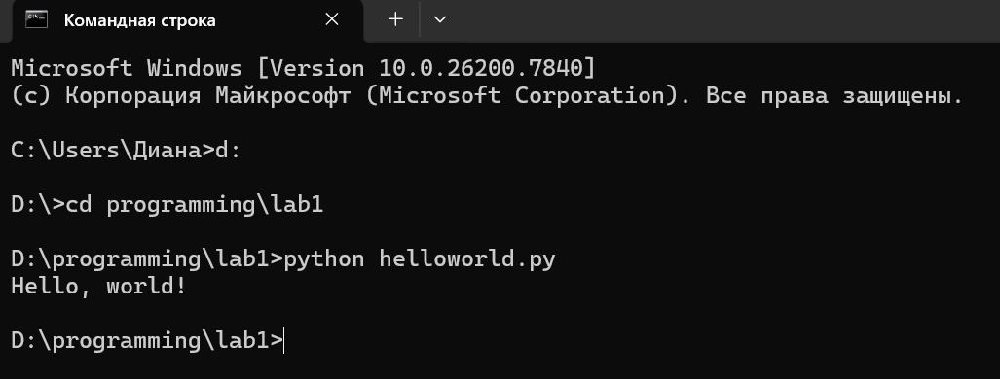 Командная строка
Microsoft Windows [Version 10.0.26200.7840]
(c) Корпорация Майкрософт (Microsoft Corporation). Все права защищены.
C:\Users\Диана>d:
D:\>cd programming\lab1
D:\programming\lab1>python helloworld.py
Hello, world!
D:\programming\lab1>